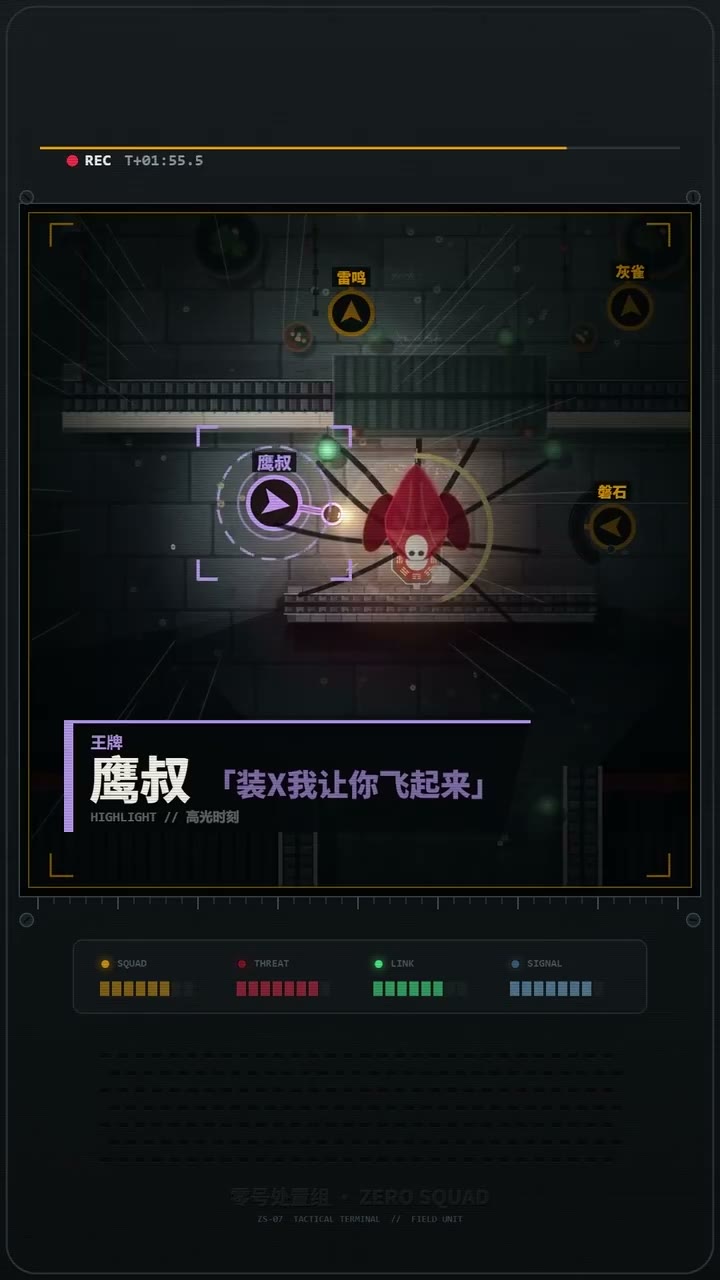 REC T+01:55.5
雷鸣
灰雀
鹰叔
磐石
王牌
鹰叔 「装X我让你飞起来」
HIGHLIGHT // 高光时刻
SQUAD THREAT LINK SIGNAL
零号处置组 · ZERO SQUAD
ZS-07 TACTICAL TERMINAL // FIELD UNIT